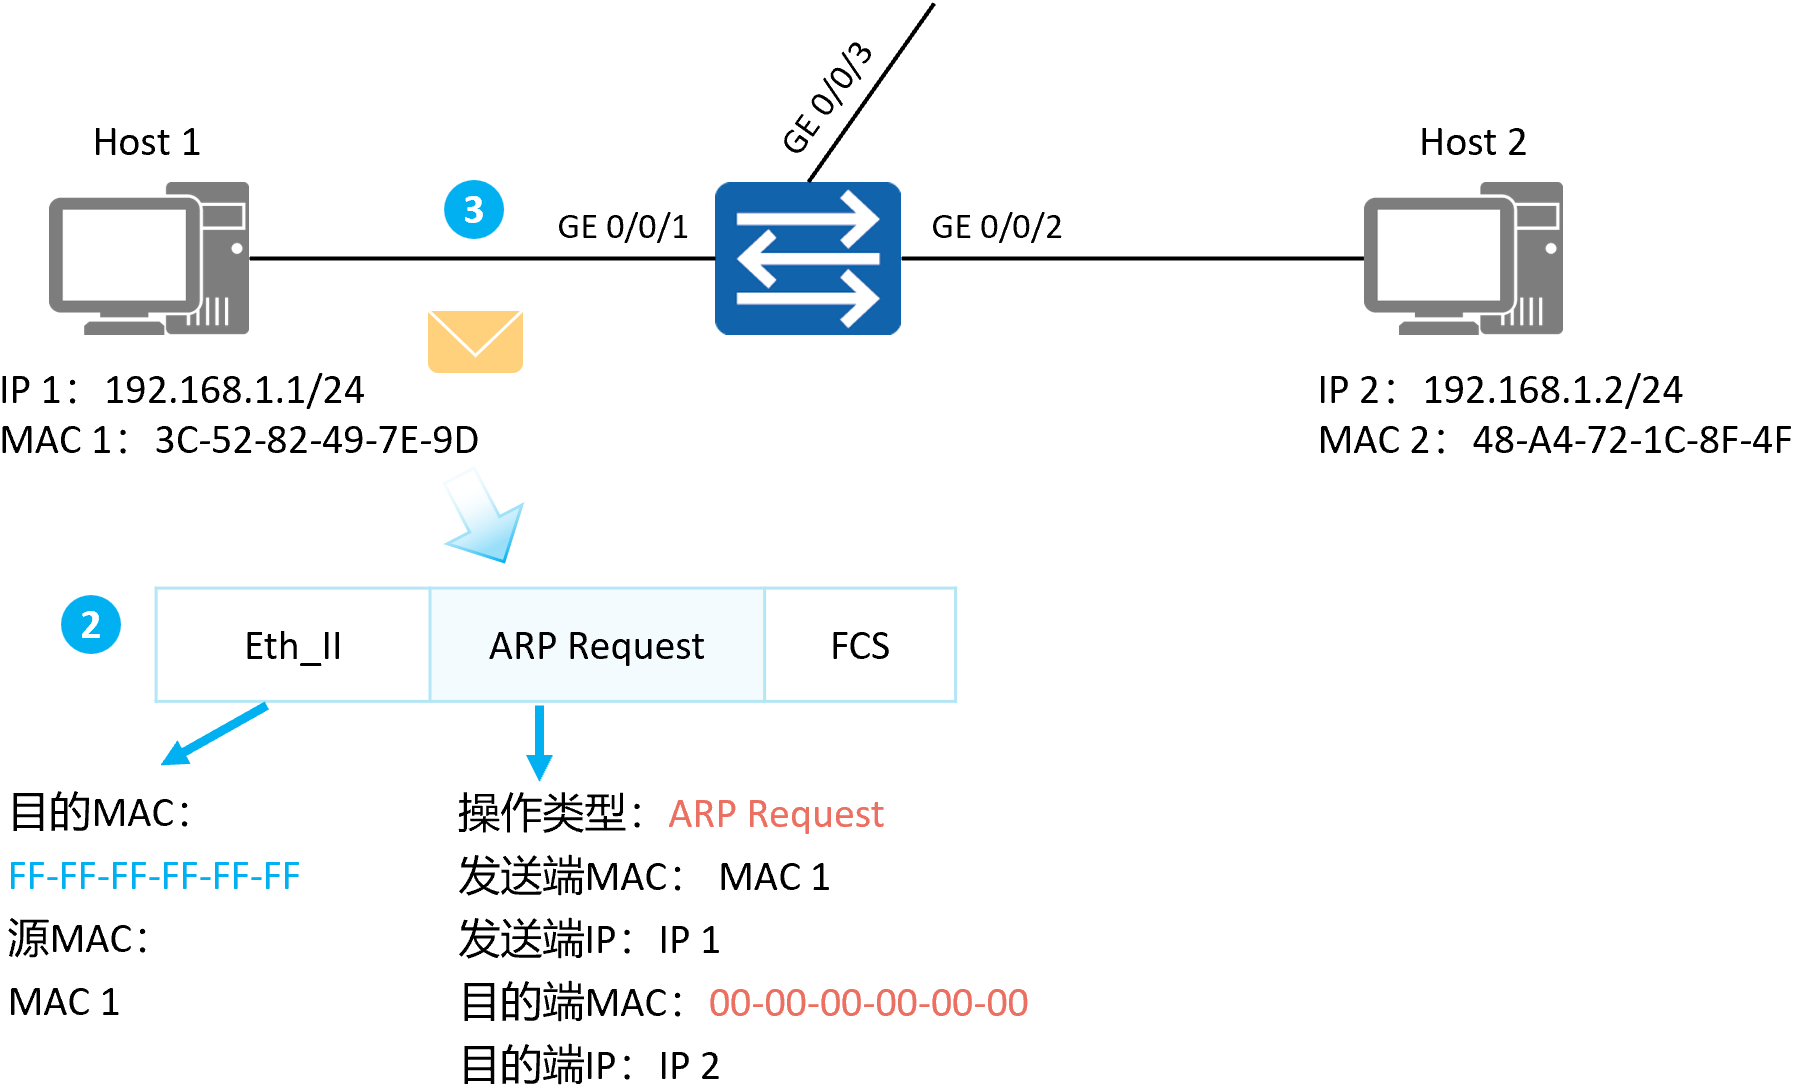 GE 0/0/3
Host 1
Host 2
3
GE 0/0/1
GE 0/0/2
IP 1：192.168.1.1/24
MAC 1：3C-52-82-49-7E-9D
IP 2：192.168.1.2/24
MAC 2：48-A4-72-1C-8F-4F
2
Eth_II
ARP Request
FCS
目的MAC：
FF-FF-FF-FF-FF-FF
源MAC：
MAC 1
操作类型：ARP Request
发送端MAC： MAC 1
发送端IP：IP 1
目的端MAC：00-00-00-00-00-00
目的端IP：IP 2